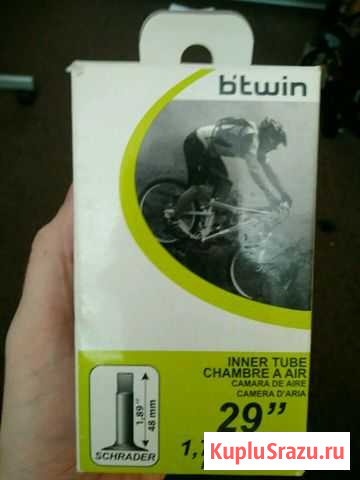 b'twin
INNER TUBE
CHAMBRE A AIR
CAMARA DE AIRE
CAMERA D'ARIA
29”
1,89”
48 mm
SCHRADER
KupluSrazu.ru